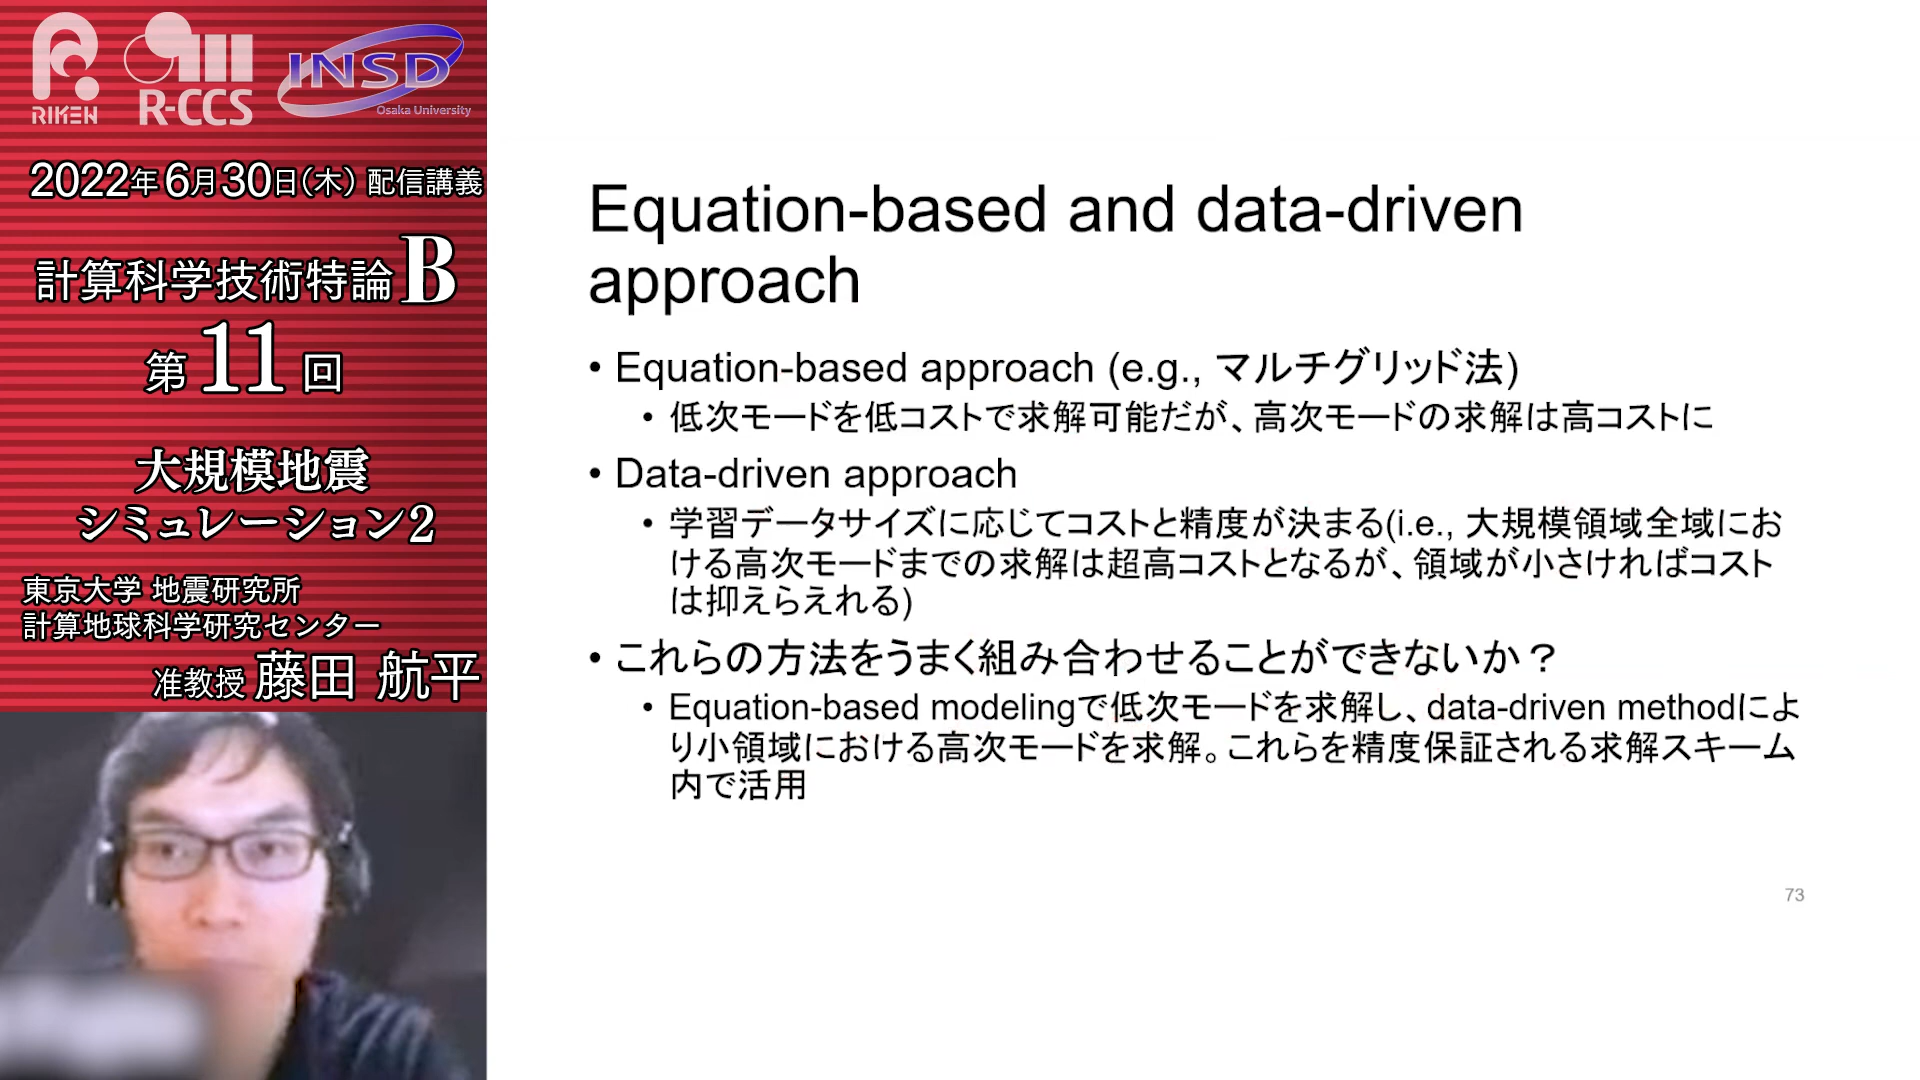 RIKEN
R-CCS
INSD
Osaka University
2022年6月30日(木) 配信講義
計算科学技術特論B
第11回
大規模地震
シミュレーション2
東京大学 地震研究所
計算地球科学研究センター
准教授 藤田 航平
Equation-based and data-driven
approach
• Equation-based approach (e.g., マルチグリッド法)
• 低次モードを低コストで求解可能だが、高次モードの求解は高コストに
• Data-driven approach
• 学習データサイズに応じてコストと精度が決まる(i.e., 大規模領域全域にお
ける高次モードまでの求解は超高コストとなるが、領域が小さければコスト
は抑えらえれる)
• これらの方法をうまく組み合わせることができないか？
• Equation-based modelingで低次モードを求解し、data-driven methodによ
り小領域における高次モードを求解。これらを精度保証される求解スキーム
内で活用
73